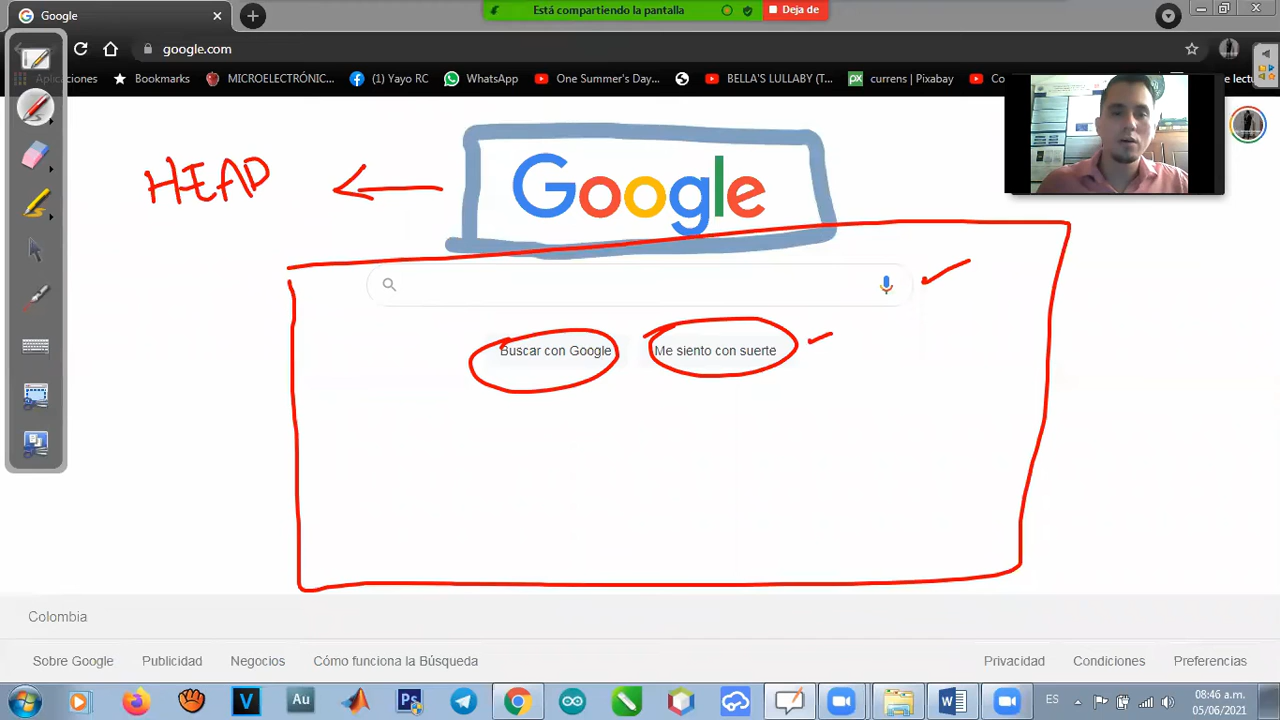 Google
Está compartiendo la pantalla
Deja de
google.com
Aplicaciones
Bookmarks
MICROELECTRÓNIC...
(1) Yayo RC
WhatsApp
One Summer's Day...
BELLA'S LULLABY (T...
currens | Pixabay
HEAD
Google
Buscar con Google
Me siento con suerte
Colombia
Sobre Google
Publicidad
Negocios
Cómo funciona la Búsqueda
Privacidad
Condiciones
Preferencias
V
Au
Ps
W
ES
08:46 a.m.
05/06/2021